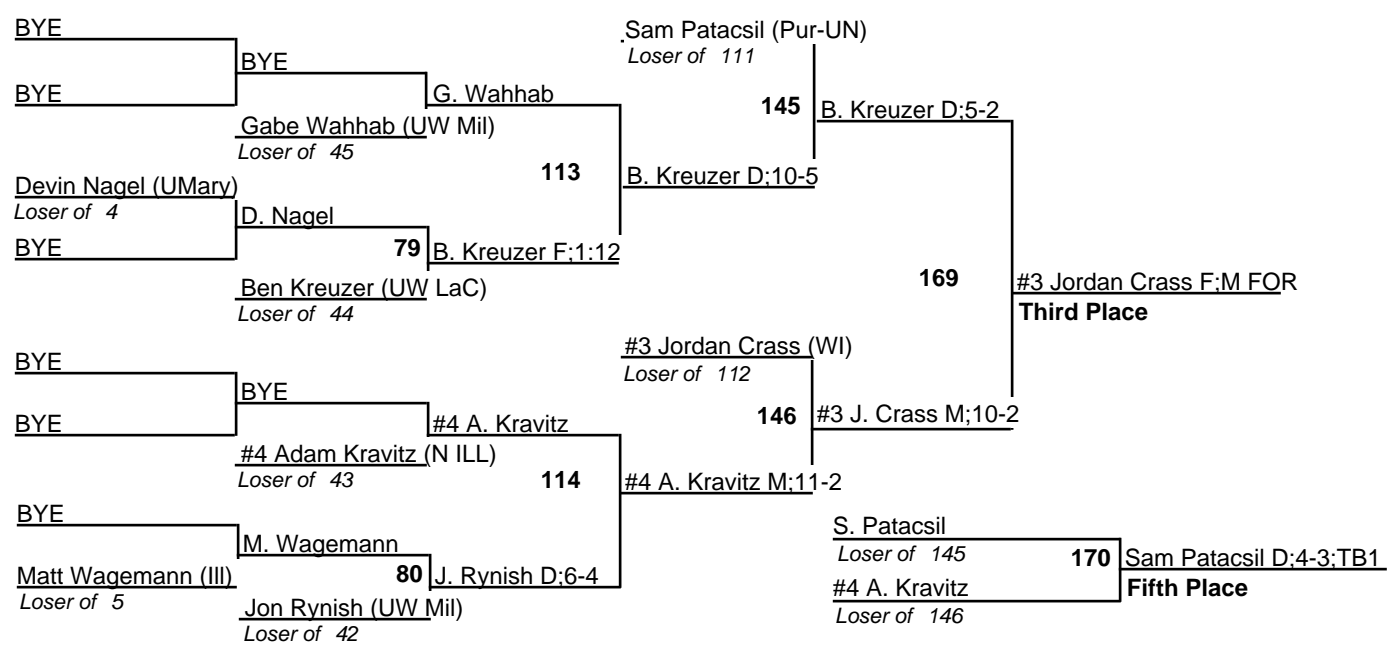 BYE
Sam Patacsil (Pur-UN)
Loser of 111
BYE
BYE
G. Wahhab
145
B. Kreuzer D;5-2
Gabe Wahhab (UW Mil)
Loser of 45
113
B. Kreuzer D;10-5
Devin Nagel (UMary)
Loser of 4
D. Nagel
BYE
79
B. Kreuzer F;1:12
169
#3 Jordan Crass F;M FOR
Third Place
Ben Kreuzer (UW LaC)
Loser of 44
#3 Jordan Crass (WI)
Loser of 112
BYE
BYE
BYE
#4 A. Kravitz
146
#3 J. Crass M;10-2
#4 Adam Kravitz (N ILL)
Loser of 43
114
#4 A. Kravitz M;11-2
BYE
M. Wagemann
Matt Wagemann (Ill)
Loser of 5
80
J. Rynish D;6-4
Jon Rynish (UW Mil)
Loser of 42
S. Patacsil
Loser of 145
170
Sam Patacsil D;4-3;TB1
Fifth Place
#4 A. Kravitz
Loser of 146